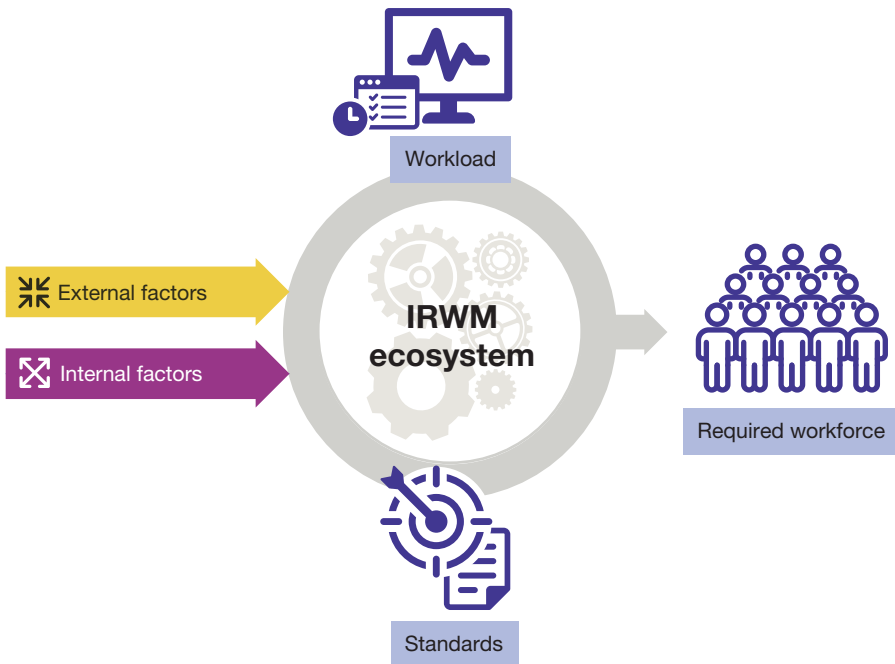 Workload
External factors
IRWM
ecosystem
Internal factors
Required workforce
Standards